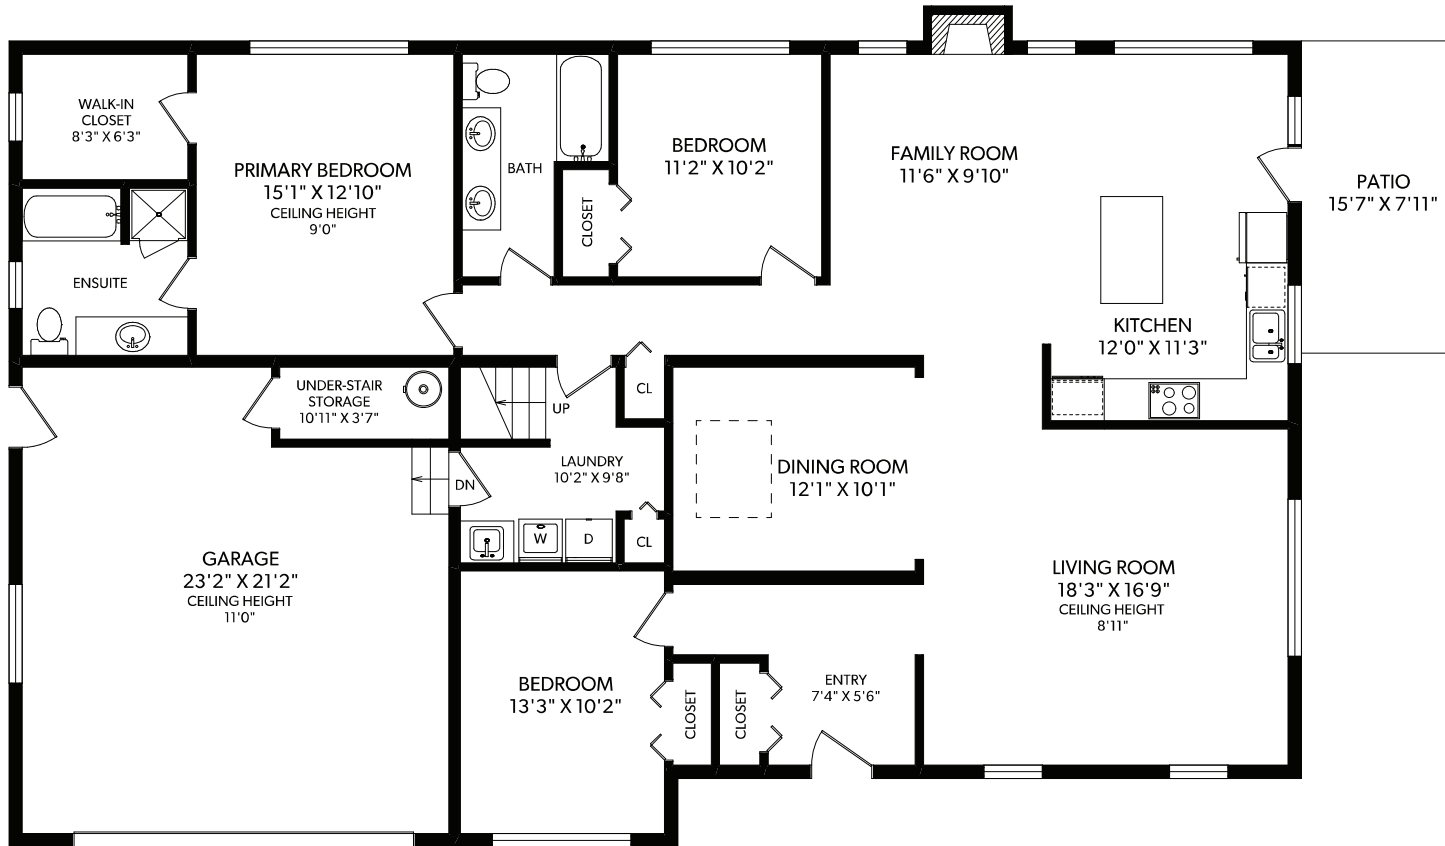 WALK-IN
CLOSET
8'3" X 6'3"
PRIMARY BEDROOM
15'1" X 12'10"
CEILING HEIGHT
9'0"
BATH
CLOSET
BEDROOM
11'2" X 10'2"
FAMILY ROOM
11'6" X 9'10"
PATIO
15'7" X 7'11"
ENSUITE
KITCHEN
12'0" X 11'3"
UNDER-STAIR
STORAGE
10'11" X 3'7"
UP
CL
LAUNDRY
10'2" X 9'8"
DN
W
D
CL
DINING ROOM
12'1" X 10'1"
GARAGE
23'2" X 21'2"
CEILING HEIGHT
11'0"
LIVING ROOM
18'3" X 16'9"
CEILING HEIGHT
8'11"
BEDROOM
13'3" X 10'2"
CLOSET
CLOSET
ENTRY
7'4" X 5'6"